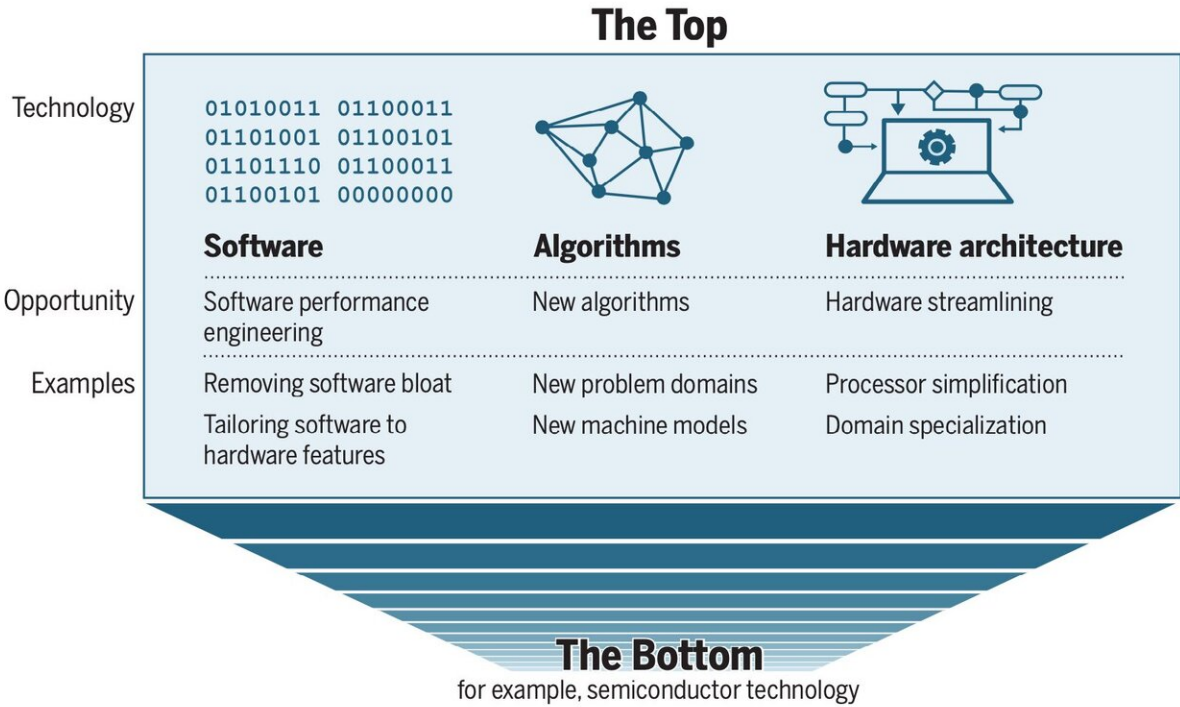 The Top
Technology
01010011 01100011
01101001 01100101
01101110 01100011
01100101 00000000
Software
Algorithms
Hardware architecture
Opportunity
Software performance
engineering
New algorithms
Hardware streamlining
Examples
Removing software bloat
New problem domains
Processor simplification
Tailoring software to
hardware features
New machine models
Domain specialization
The Bottom
for example, semiconductor technology